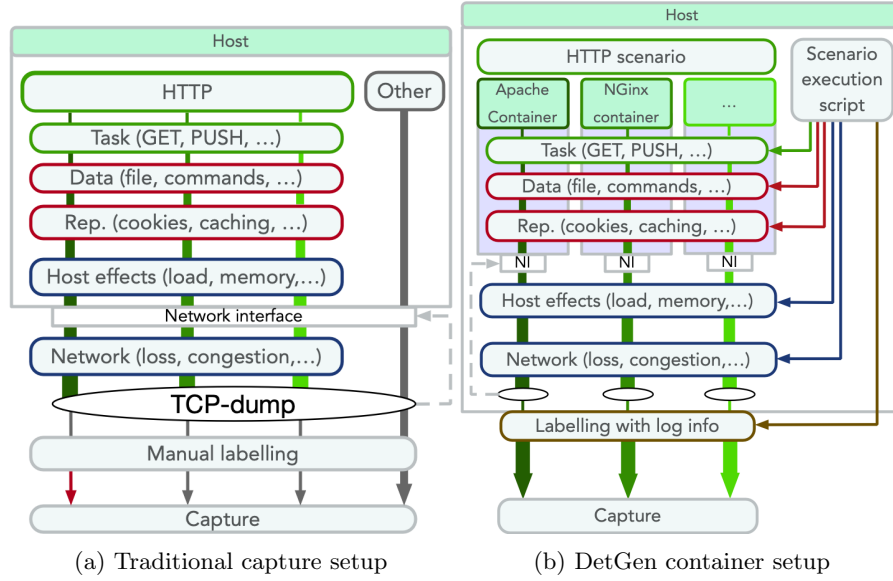 Host
HTTP
Other
Task (GET, PUSH, ...)
Data (file, commands, ...)
Rep. (cookies, caching, ...)
Host effects (load, memory,...)
Network interface
Network (loss, congestion,...)
TCP-dump
Manual labelling
Capture
(a) Traditional capture setup
Host
HTTP scenario
Scenario
execution
script
Apache
Container
NGinx
container
...
Task (GET, PUSH, ...)
Data (file, commands, ...)
Rep. (cookies, caching, ...)
NI
NI
NI
Host effects (load, memory,...)
Network (loss, congestion,...)
Labelling with log info
Capture
(b) DetGen container setup